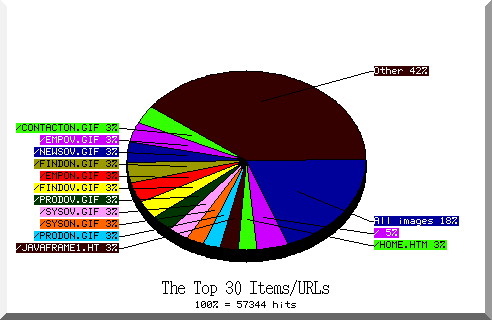 Other 42%
/CONTACTON.GIF 3%
/EMPOV.GIF 3%
/NEWSOV.GIF 3%
/FINDON.GIF 3%
/EMPON.GIF 3%
/FINDOV.GIF 3%
/PRODOV.GIF 3%
/SYSOV.GIF 3%
/SYSON.GIF 3%
/PRODON.GIF 3%
/JAVAFRAME1.HT 3%
All images 18%
/ 5%
/HOME.HTM 3%
The Top 30 Items/URLs
100% = 57344 hits